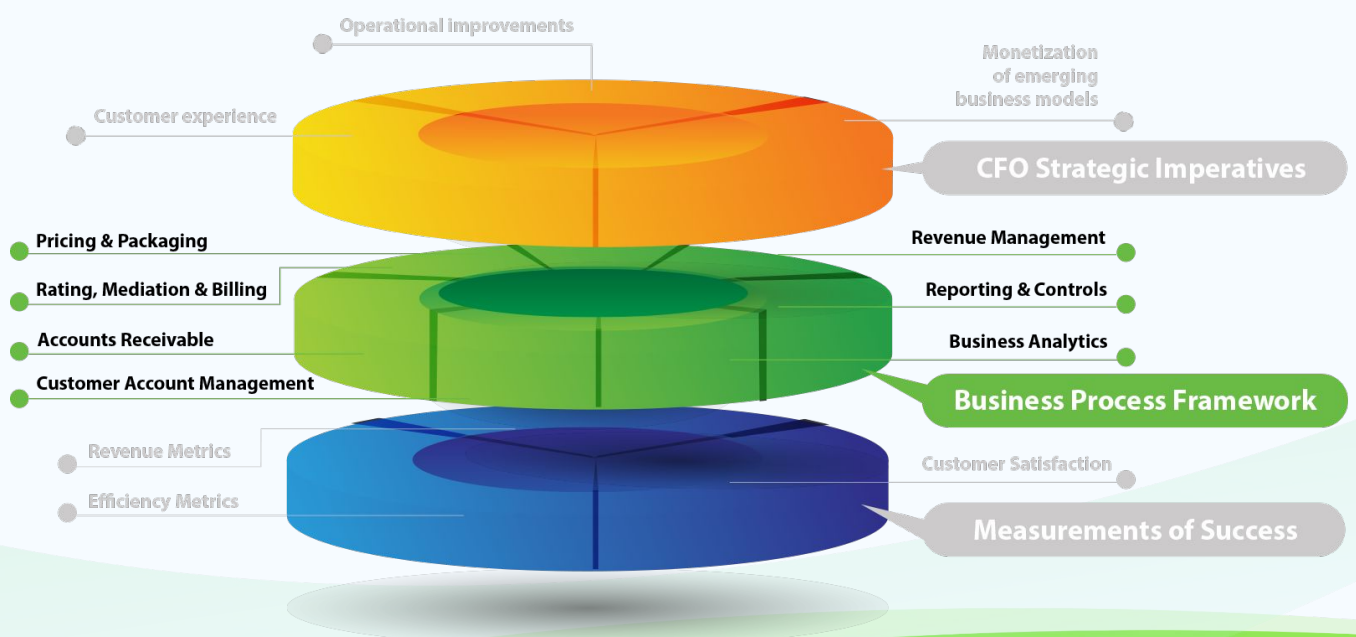 Operational improvements
Monetization
of emerging
business models
Customer experience
CFO Strategic Imperatives
Pricing & Packaging
Revenue Management
Rating, Mediation & Billing
Reporting & Controls
Accounts Receivable
Business Analytics
Customer Account Management
Business Process Framework
Revenue Metrics
Customer Satisfaction
Efficiency Metrics
Measurements of Success